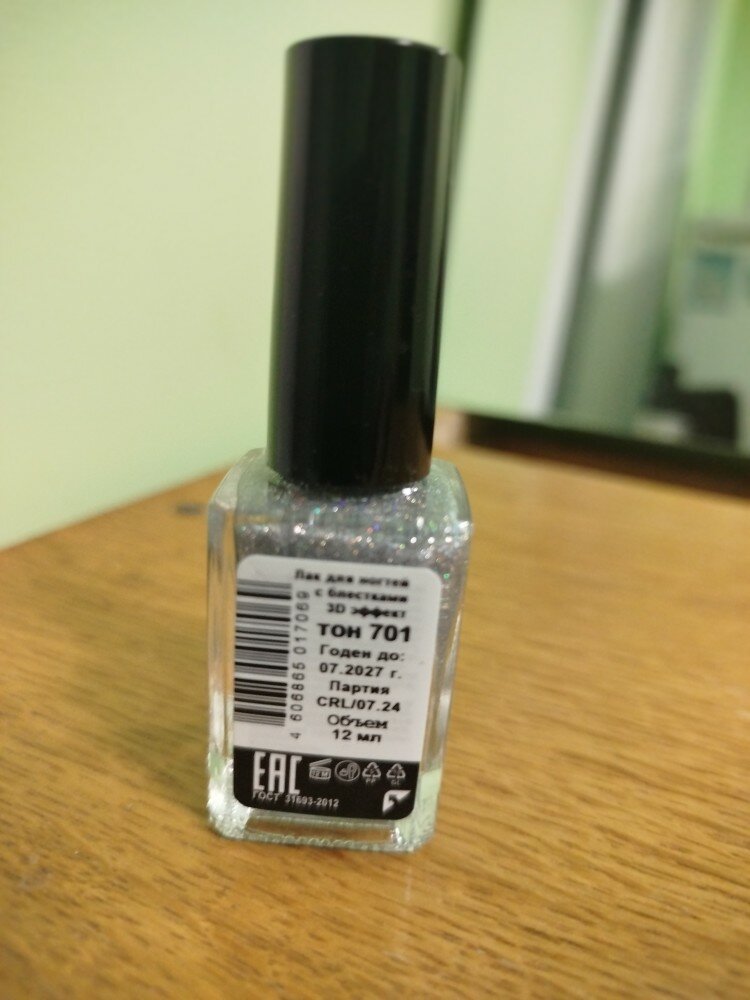 Лак для ногтей
с блестками
3D эффект
тон 701
Годен до:
07.2027 г.
Партия
CRL/07.24
Объем
12 мл
4 606865 017069
EAC
ГОСТ 31693-2012